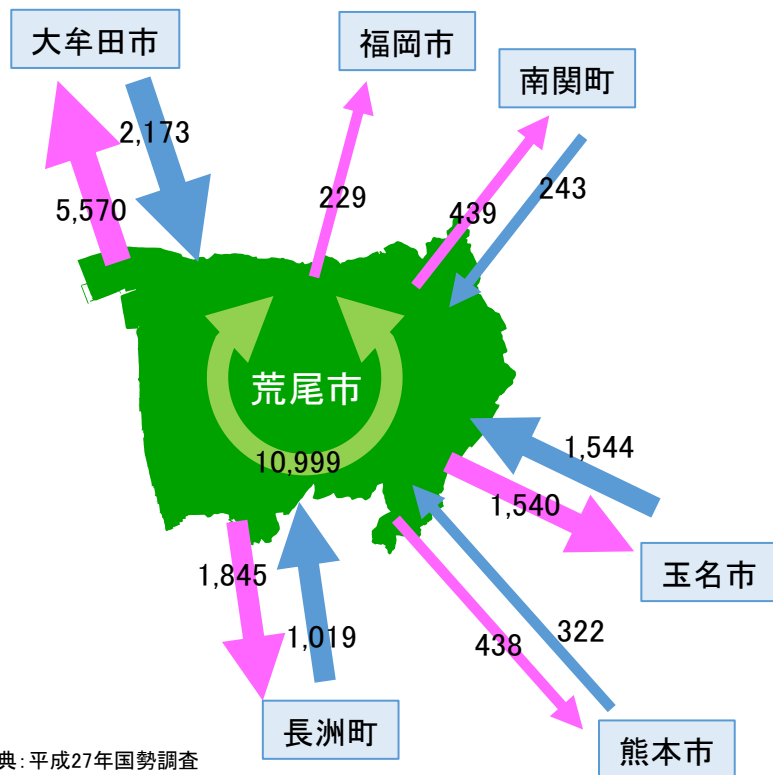 大牟田市
福岡市
南関町
2,173
5,570
229
439
243
荒尾市
10,999
1,544
1,540
1,845
1,019
438
322
玉名市
長洲町
熊本市
典：平成27年国勢調査